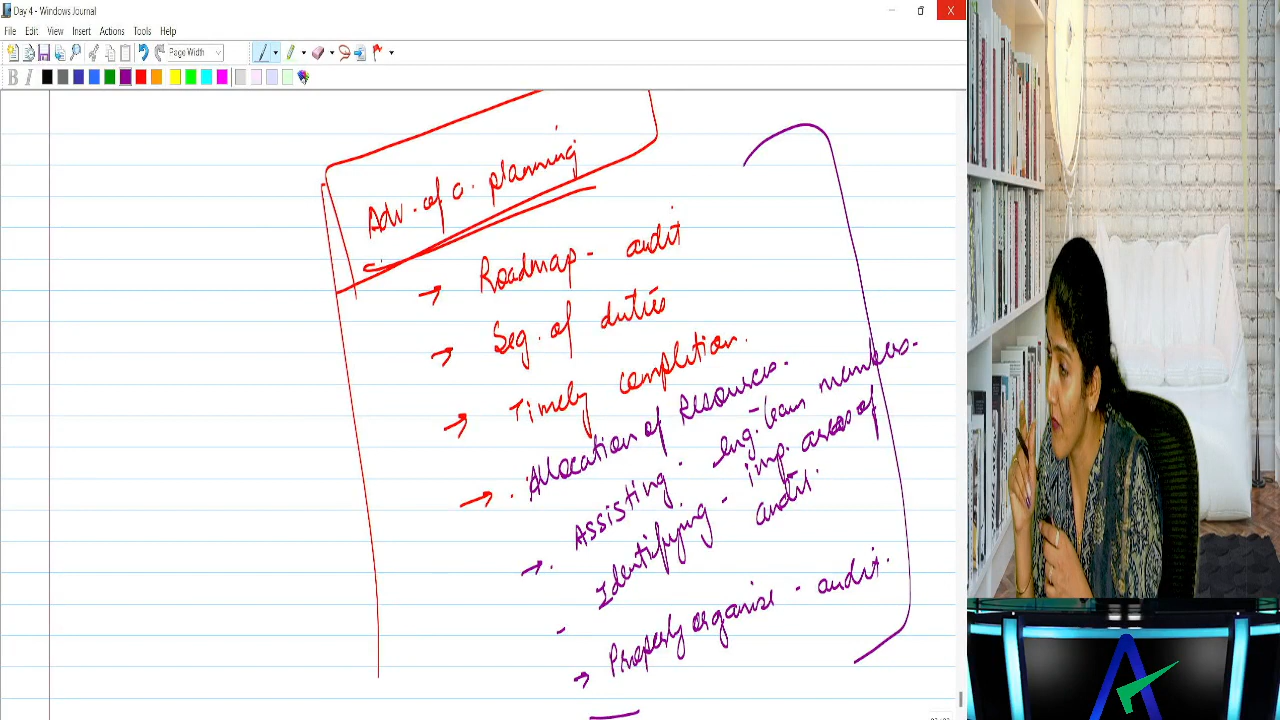 Day 4 - Windows Journal
File Edit View Insert Actions Tools Help
Page Width
B I
Adv. of a. planning
→ Roadmap - audit
→ Seg. of duties
→ Timely completion.
→ . Allocation of Resources.
→ . Assisting . eng. team members.
- Identifying - imp. areas of
audit.
→ Properly organise - audit.